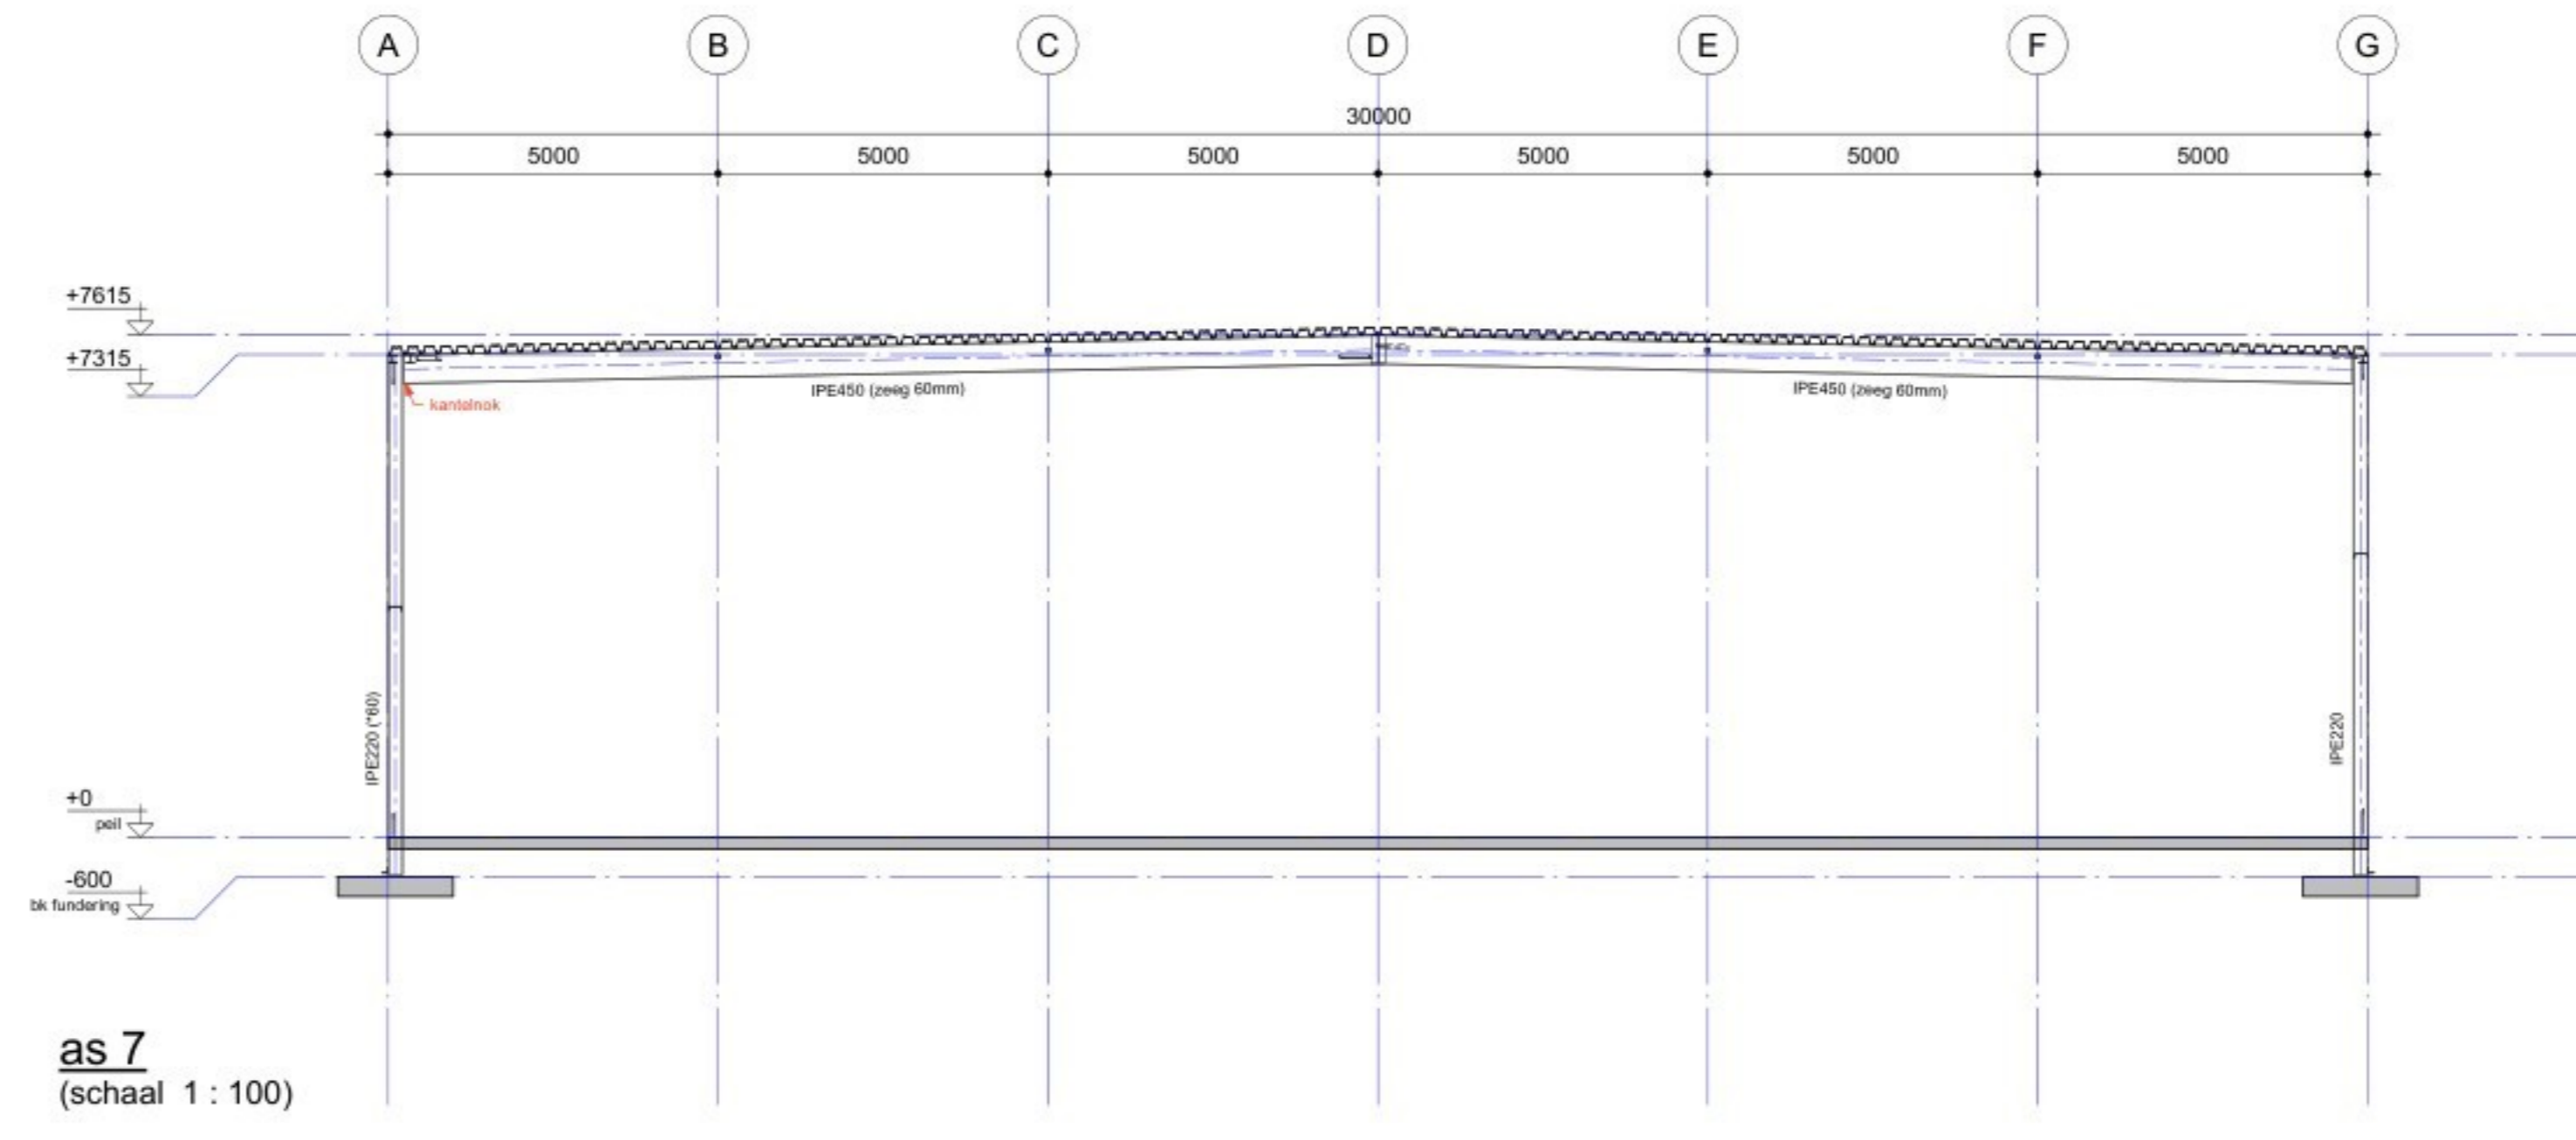 A B C D E F G
30000
5000 5000 5000 5000 5000 5000
+7615
+7315
IPE450 (zeeg 60mm)
IPE450 (zeeg 60mm)
kantelnok
IPE220 (*60)
IPE220
+0
peil
-600
bk fundering
as 7
(schaal 1 : 100)